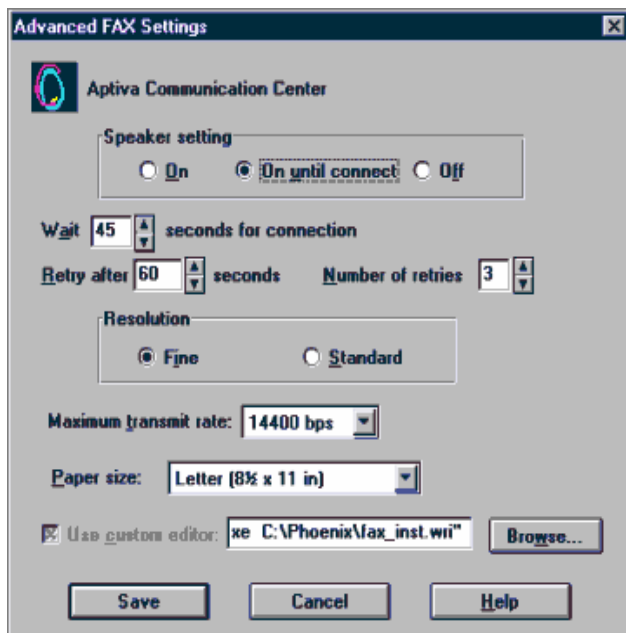 Advanced FAX Settings
Aptiva Communication Center
Speaker setting
On On until connect Off
Wait 45 seconds for connection
Retry after 60 seconds Number of retries 3
Resolution
Fine Standard
Maximum transmit rate: 14400 bps
Paper size: Letter (8½ x 11 in)
Use custom editor: xe C:\Phoenix\fax_inst.wri" Browse...
Save Cancel Help